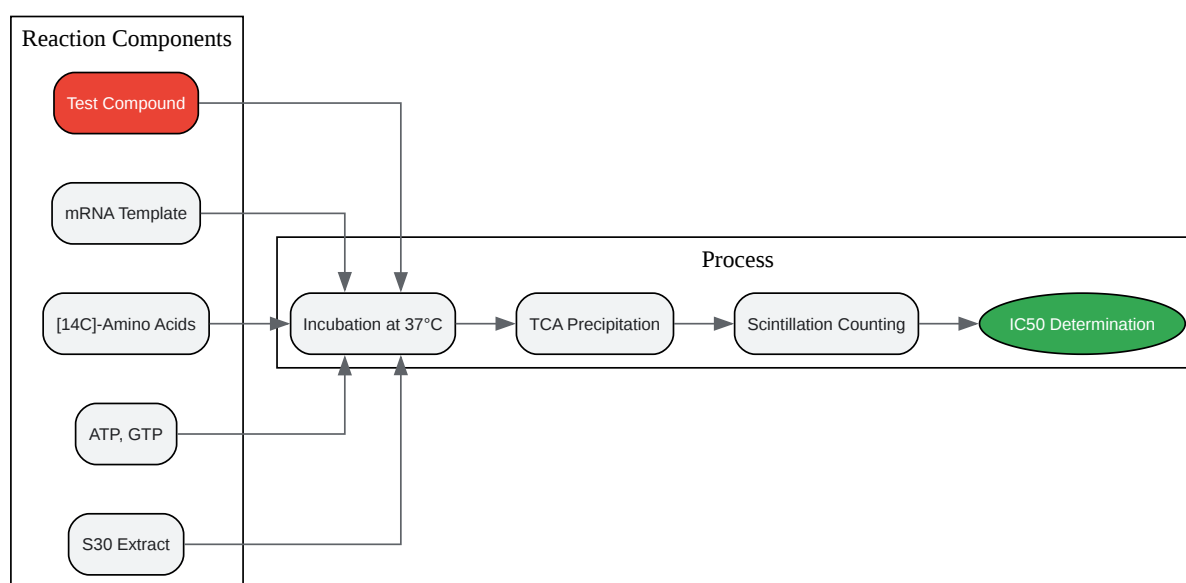 Reaction Components
Test Compound
mRNA Template
[14C]-Amino Acids
ATP, GTP
S30 Extract
Process
Incubation at 37°C
TCA Precipitation
Scintillation Counting
IC50 Determination